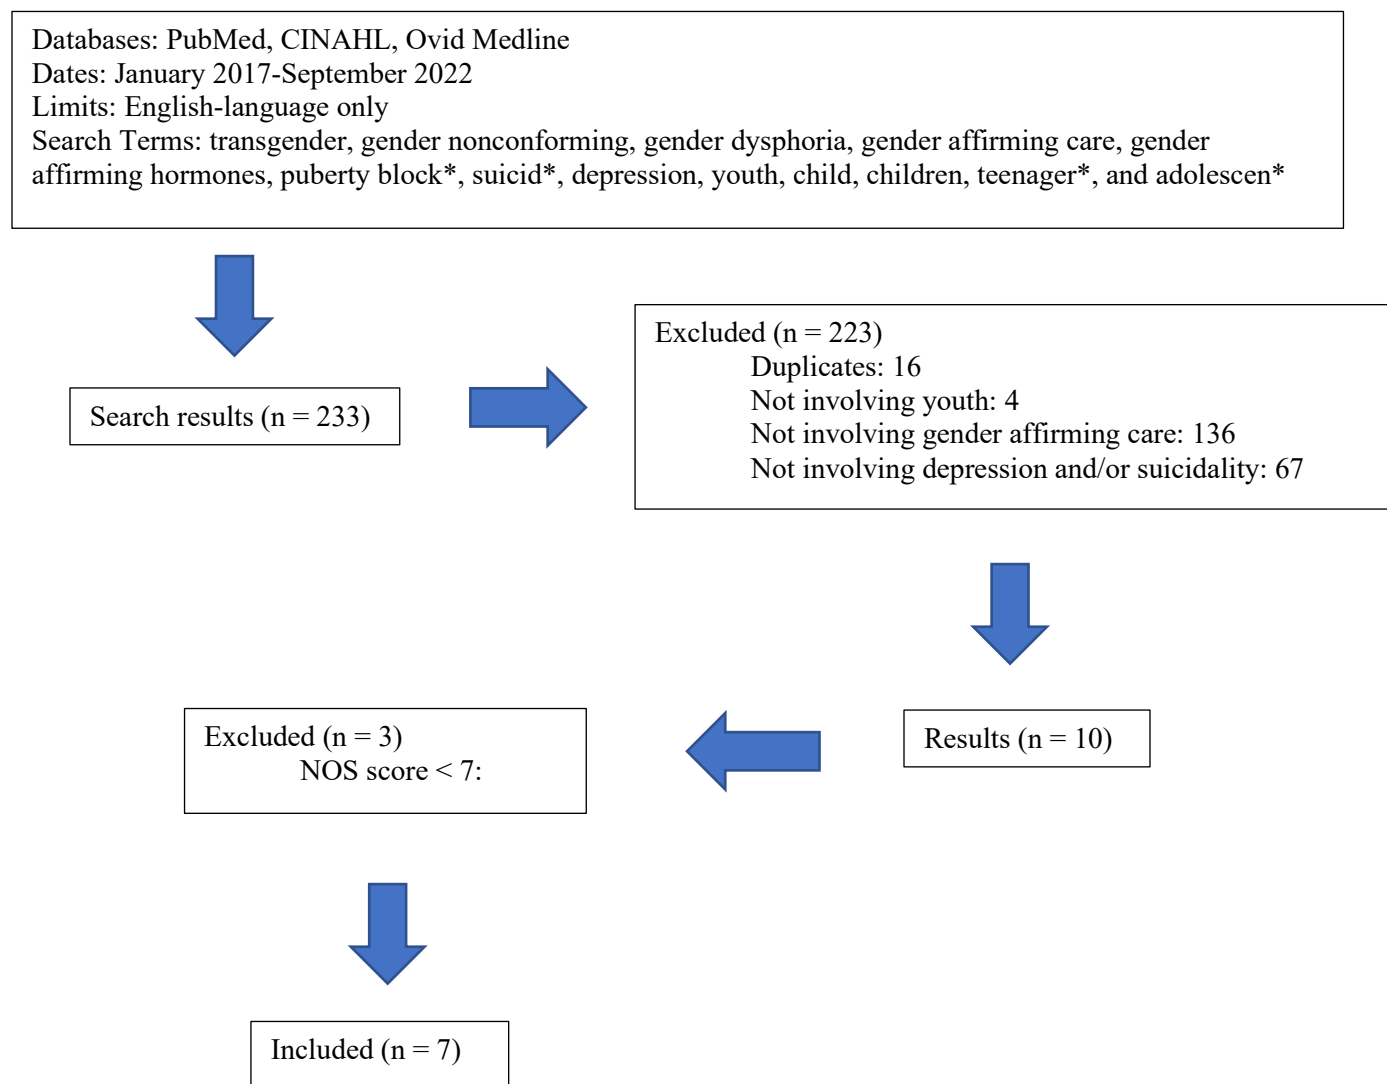 Databases: PubMed, CINAHL, Ovid Medline
Dates: January 2017-September 2022
Limits: English-language only
Search Terms: transgender, gender nonconforming, gender dysphoria, gender affirming care, gender
affirming hormones, puberty block*, suicid*, depression, youth, child, children, teenager*, and adolescen*
Search results (n = 233)
Excluded (n = 223)
Duplicates: 16
Not involving youth: 4
Not involving gender affirming care: 136
Not involving depression and/or suicidality: 67
Results (n = 10)
Excluded (n = 3)
NOS score < 7:
Included (n = 7)